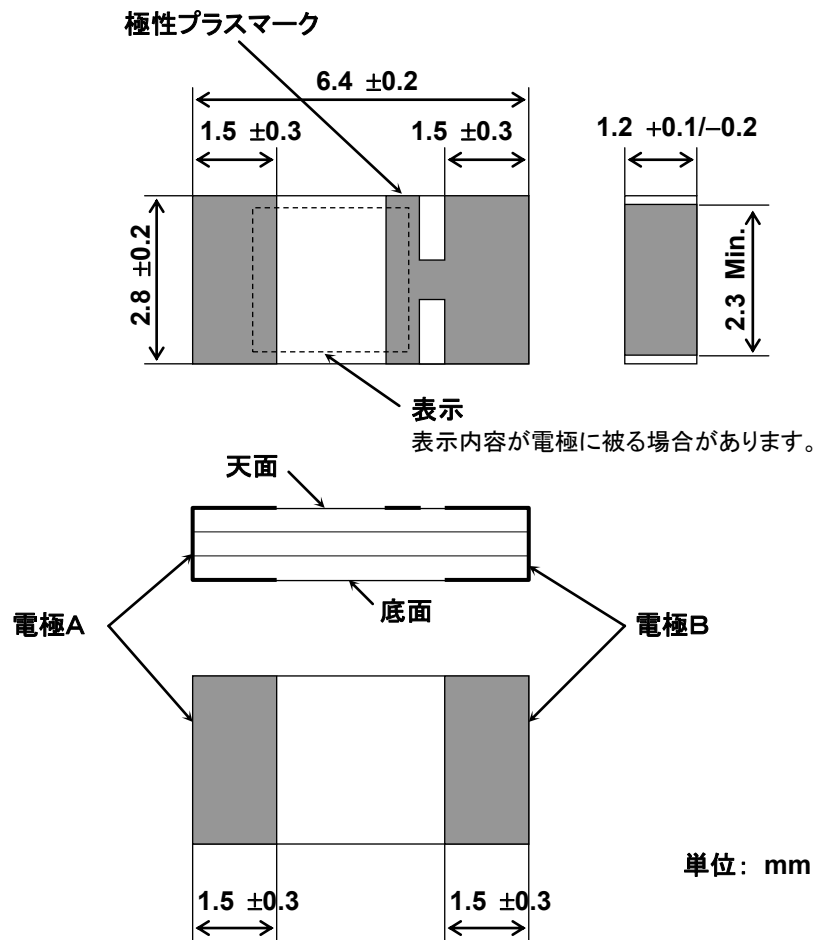 極性プラスマーク
6.4 ±0.2
1.5 ±0.3
1.5 ±0.3
1.2 +0.1/−0.2
2.8 ±0.2
2.3 Min.
表示
表示内容が電極に被る場合があります。
天面
底面
電極A
電極B
単位: mm
1.5 ±0.3
1.5 ±0.3